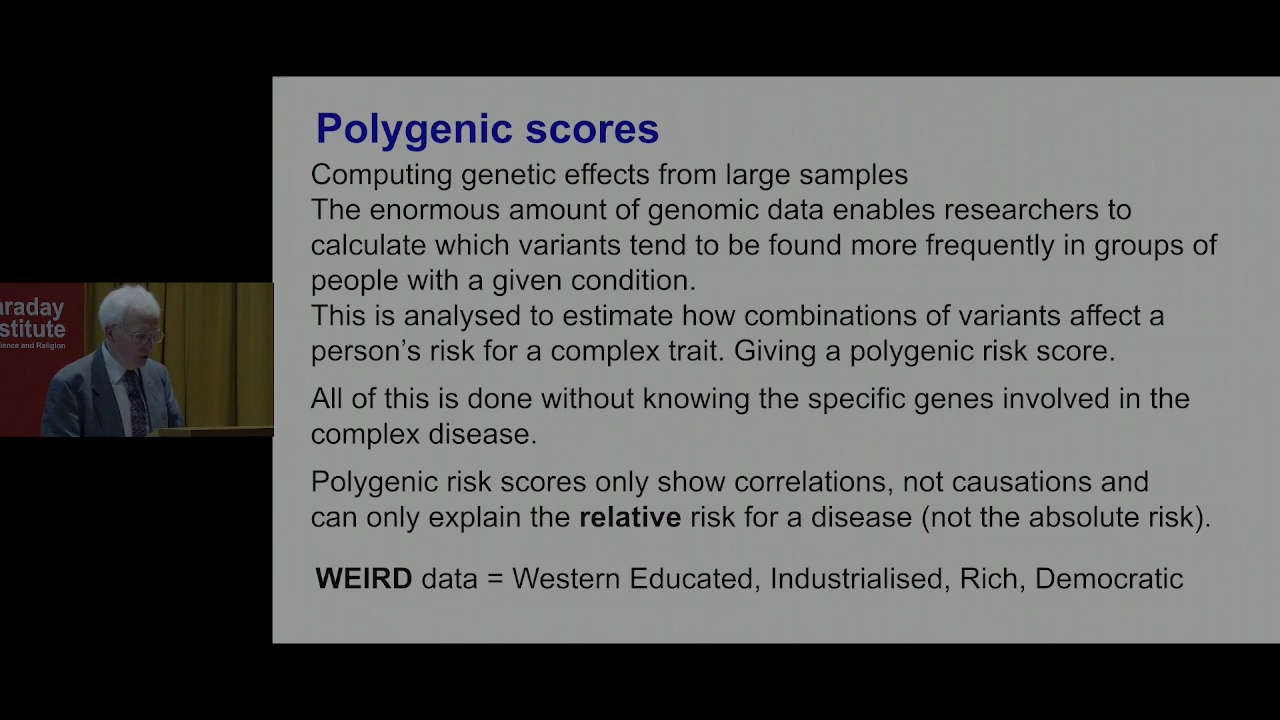 Polygenic scores
Computing genetic effects from large samples
The enormous amount of genomic data enables researchers to
calculate which variants tend to be found more frequently in groups of
people with a given condition.
This is analysed to estimate how combinations of variants affect a
person's risk for a complex trait. Giving a polygenic risk score.
All of this is done without knowing the specific genes involved in the
complex disease.
Polygenic risk scores only show correlations, not causations and
can only explain the relative risk for a disease (not the absolute risk).
WEIRD data = Western Educated, Industrialised, Rich, Democratic
araday
stitute
ience and Religion